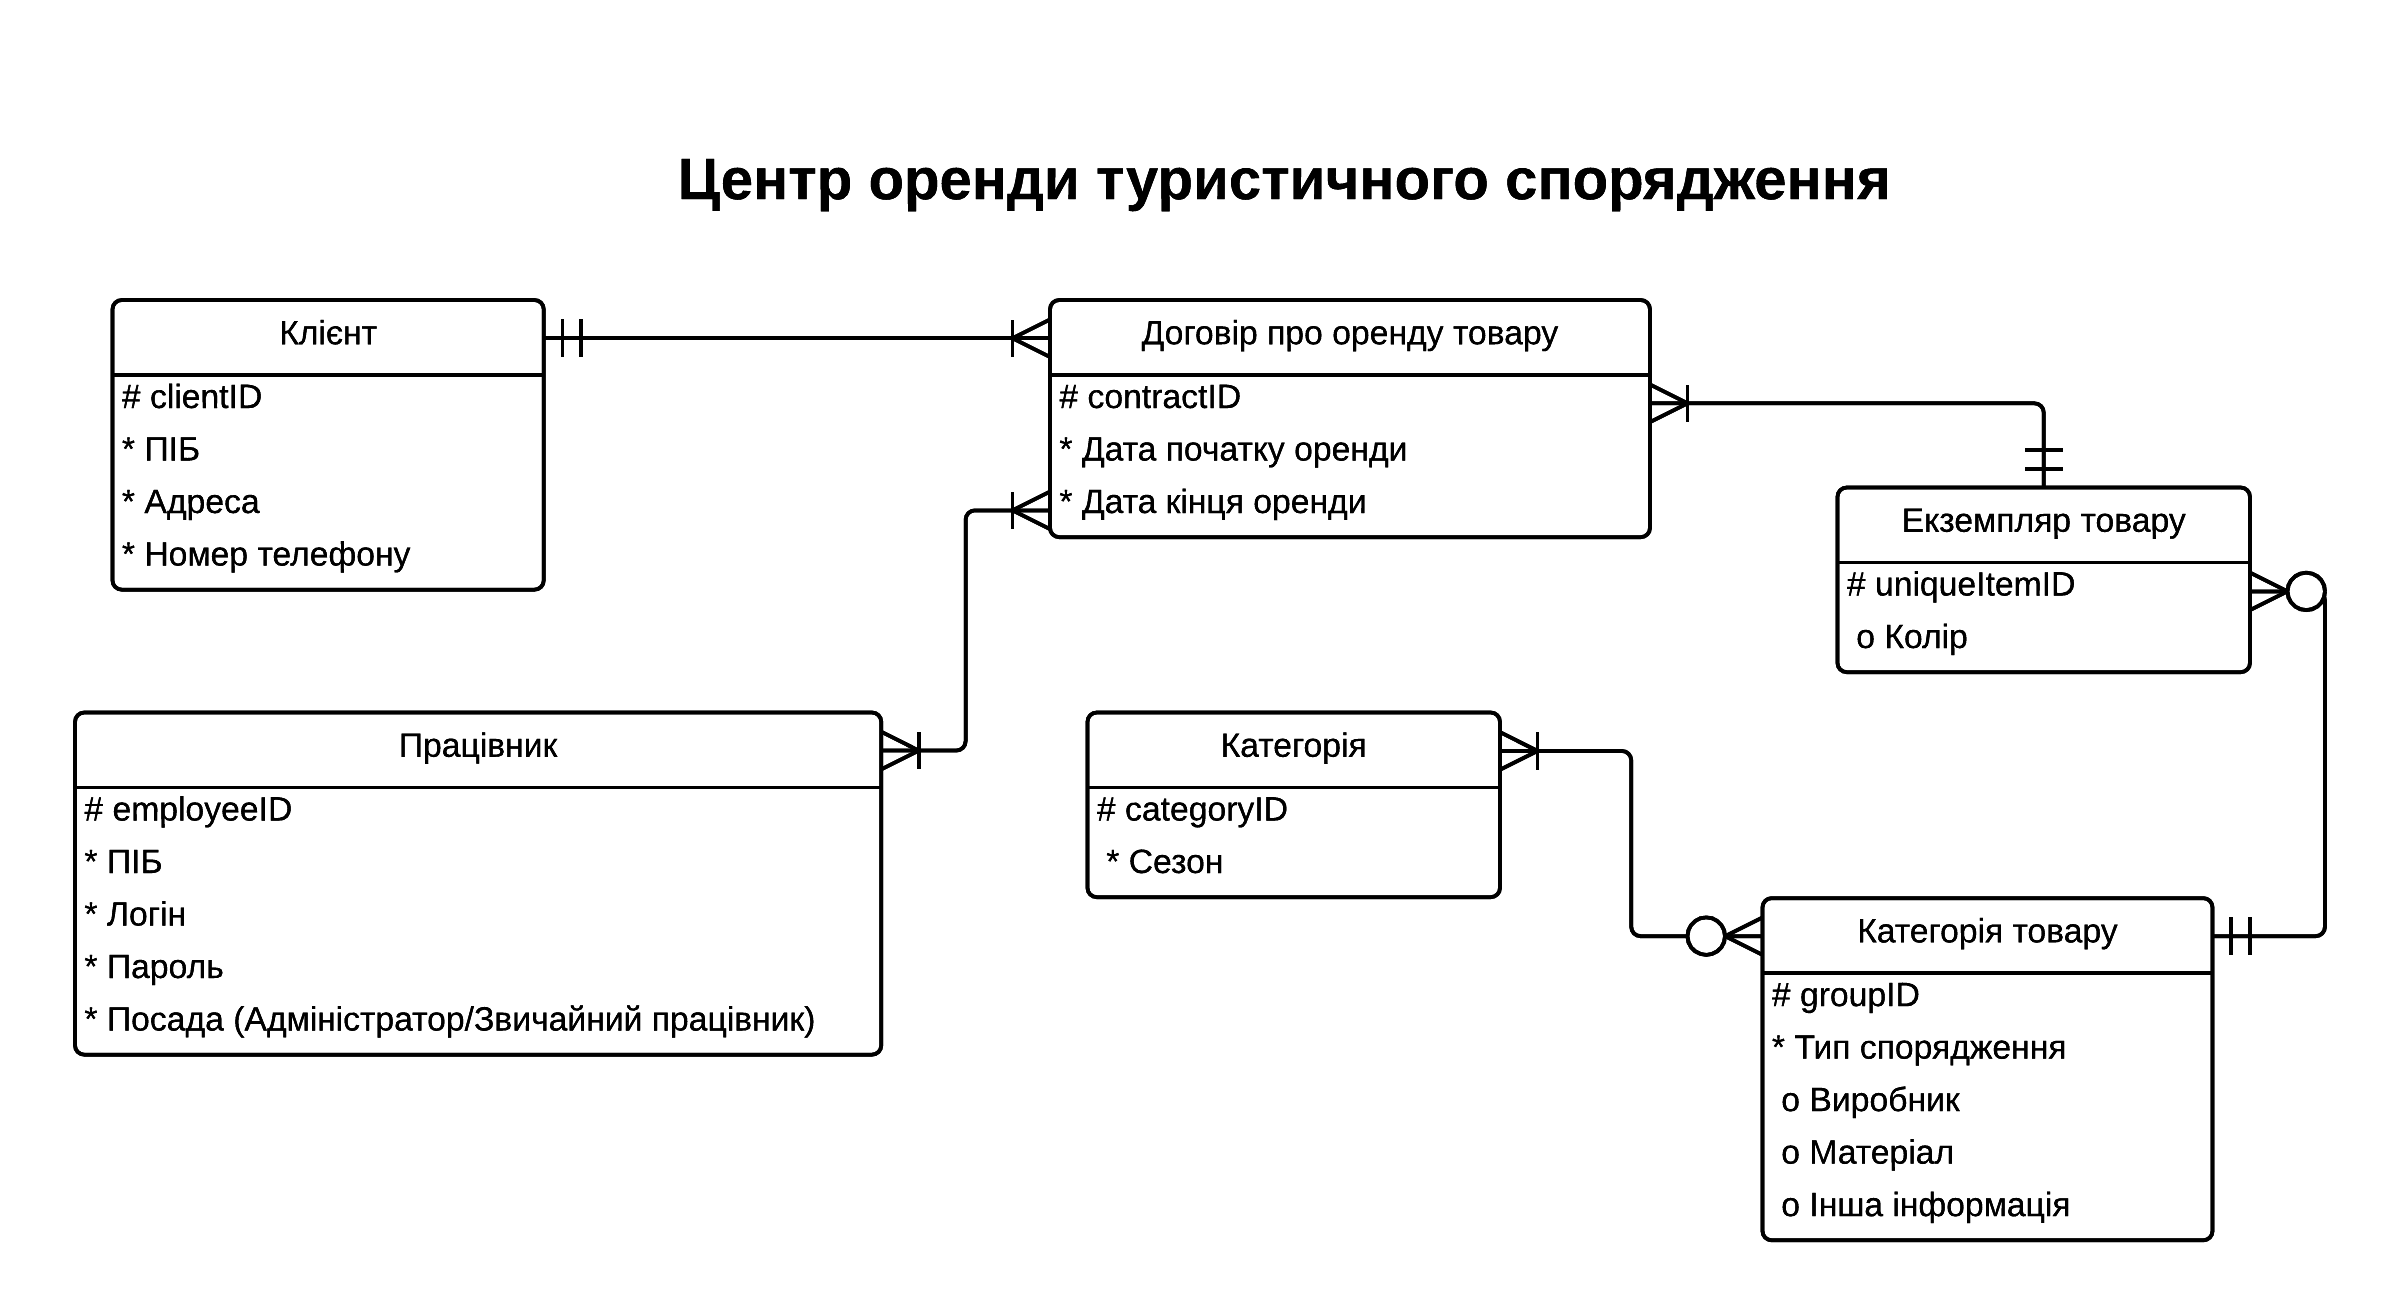 Центр оренди туристичного спорядження
Клієнт
# clientID
* ПІБ
* Адреса
* Номер телефону
Договір про оренду товару
# contractID
* Дата початку оренди
* Дата кінця оренди
Екземпляр товару
# uniqueItemID
o Колір
Працівник
# employeeID
* ПІБ
* Логін
* Пароль
* Посада (Адміністратор/Звичайний працівник)
Категорія
# categoryID
* Сезон
Категорія товару
# groupID
* Тип спорядження
o Виробник
o Матеріал
o Інша інформація